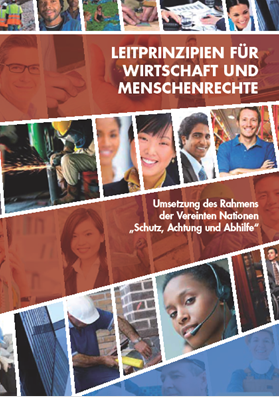 LEITPRINZIPIEN FÜR
WIRTSCHAFT UND
MENSCHENRECHTE
Umsetzung des Rahmens
der Vereinten Nationen
„Schutz, Achtung und Abhilfe“